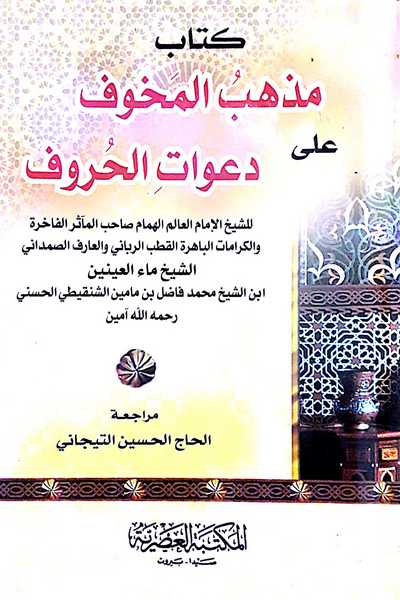 كتاب
مذهبُ المَخوف
على
دعواتِ الحُروف
للشيخ الإمام العالم الهمام صاحب المآثر الفاخرة
والكرامات الباهرة القطب الرباني والعارف الصمداني
الشيخ ماء العينين
ابن الشيخ محمد فاضل بن مامين الشنقيطي الحسني
رحمه الله آمين
مراجعة
الحاج الحسين التيجاني
المكتبة العصرية
صيدا - بيروت